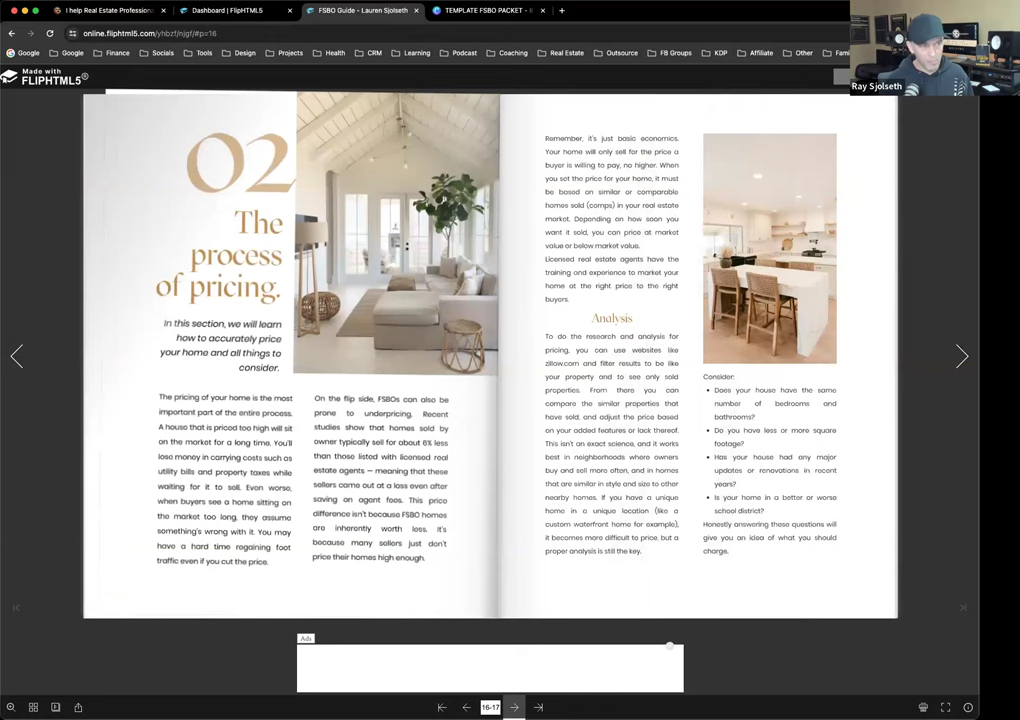 I help Real Estate Profession
Dashboard | FlipHTML5
FSBO Guide - Lauren Sjolseth
TEMPLATE FSBO PACKET -
online.fliphtml5.com/yhbzf/njgf/#p=16
Google
Google
Finance
Socials
Tools
Design
Projects
Health
CRM
Learning
Podcast
Coaching
Real Estate
Outsource
FB Groups
KDP
Affiliate
Other
Fami
Ray Sjolseth
Made with
FLIPHTML5®
02
The
process
of pricing.
In this section, we will learn
how to accurately price
your home and all things to
consider.
The pricing of your home is the most
important part of the entire process.
A house that is priced too high will sit
on the market for a long time. You'll
lose money in carrying costs such as
utility bills and property taxes while
waiting for it to sell. Even worse,
when buyers see a home sitting on
the market too long, they assume
something's wrong with it. You may
have a hard time regaining foot
traffic even if you cut the price.
On the flip side, FSBOs can also be
prone to underpricing. Recent
studies show that homes sold by
owner typically sell for about 6% less
than those listed with licensed real
estate agents — meaning that these
sellers came out at a loss even after
saving on agent fees. This price
difference isn't because FSBO homes
are inherently worth less. It's
because many sellers just don't
price their homes high enough.
Remember, it's just basic economics.
Your home will only sell for the price a
buyer is willing to pay, no higher. When
you set the price for your home, it must
be based on similar or comparable
homes sold (comps) in your real estate
market. Depending on how soon you
want it sold, you can price at market
value or below market value.
Licensed real estate agents have the
training and experience to market your
home at the right price to the right
buyers.
Analysis
To do the research and analysis for
pricing, you can use websites like
zillow.com and filter results to be like
your property and to see only sold
properties. From there you can
compare the similar properties that
have sold, and adjust the price based
on your added features or lack thereof.
This isn't an exact science, and it works
best in neighborhoods where owners
buy and sell more often, and in homes
that are similar in style and size to other
nearby homes. If you have a unique
home in a unique location (like a
custom waterfront home for example),
it becomes more difficult to price, but a
proper analysis is still the key.
Consider:
• Does your house have the same
number of bedrooms and
bathrooms?
• Do you have less or more square
footage?
• Has your house had any major
updates or renovations in recent
years?
• Is your home in a better or worse
school district?
Honestly answering those questions will
give you an idea of what you should
charge.
Ads
16-17